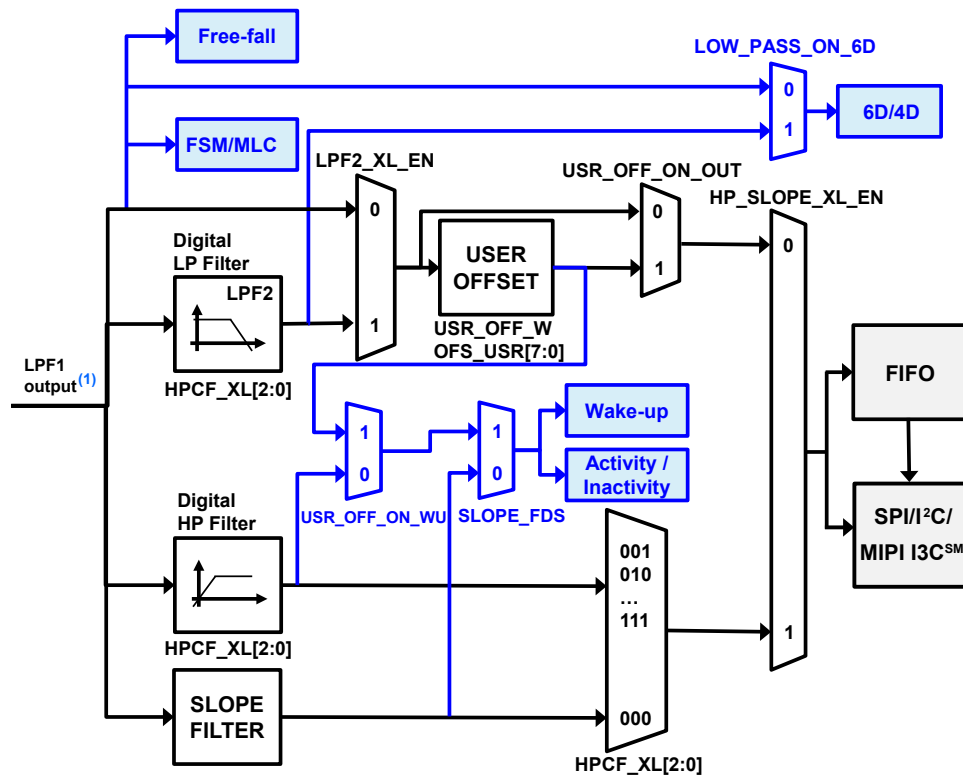 Free-fall
LOW_PASS_ON_6D
0
1
6D/4D
FSM/MLC
LPF2_XL_EN
USR_OFF_ON_OUT
HP_SLOPE_XL_EN
0
1
USER
OFFSET
USR_OFF_W
OFS_USR[7:0]
0
1
0
1
Digital
LP Filter
LPF2
HPCF_XL[2:0]
LPF1
output(1)
FIFO
SPI/I²C/
MIPI I3C℠
1
0
USR_OFF_ON_WU
1
0
SLOPE_FDS
Wake-up
Activity /
Inactivity
Digital
HP Filter
HPCF_XL[2:0]
SLOPE
FILTER
001
010
...
111
000
HPCF_XL[2:0]